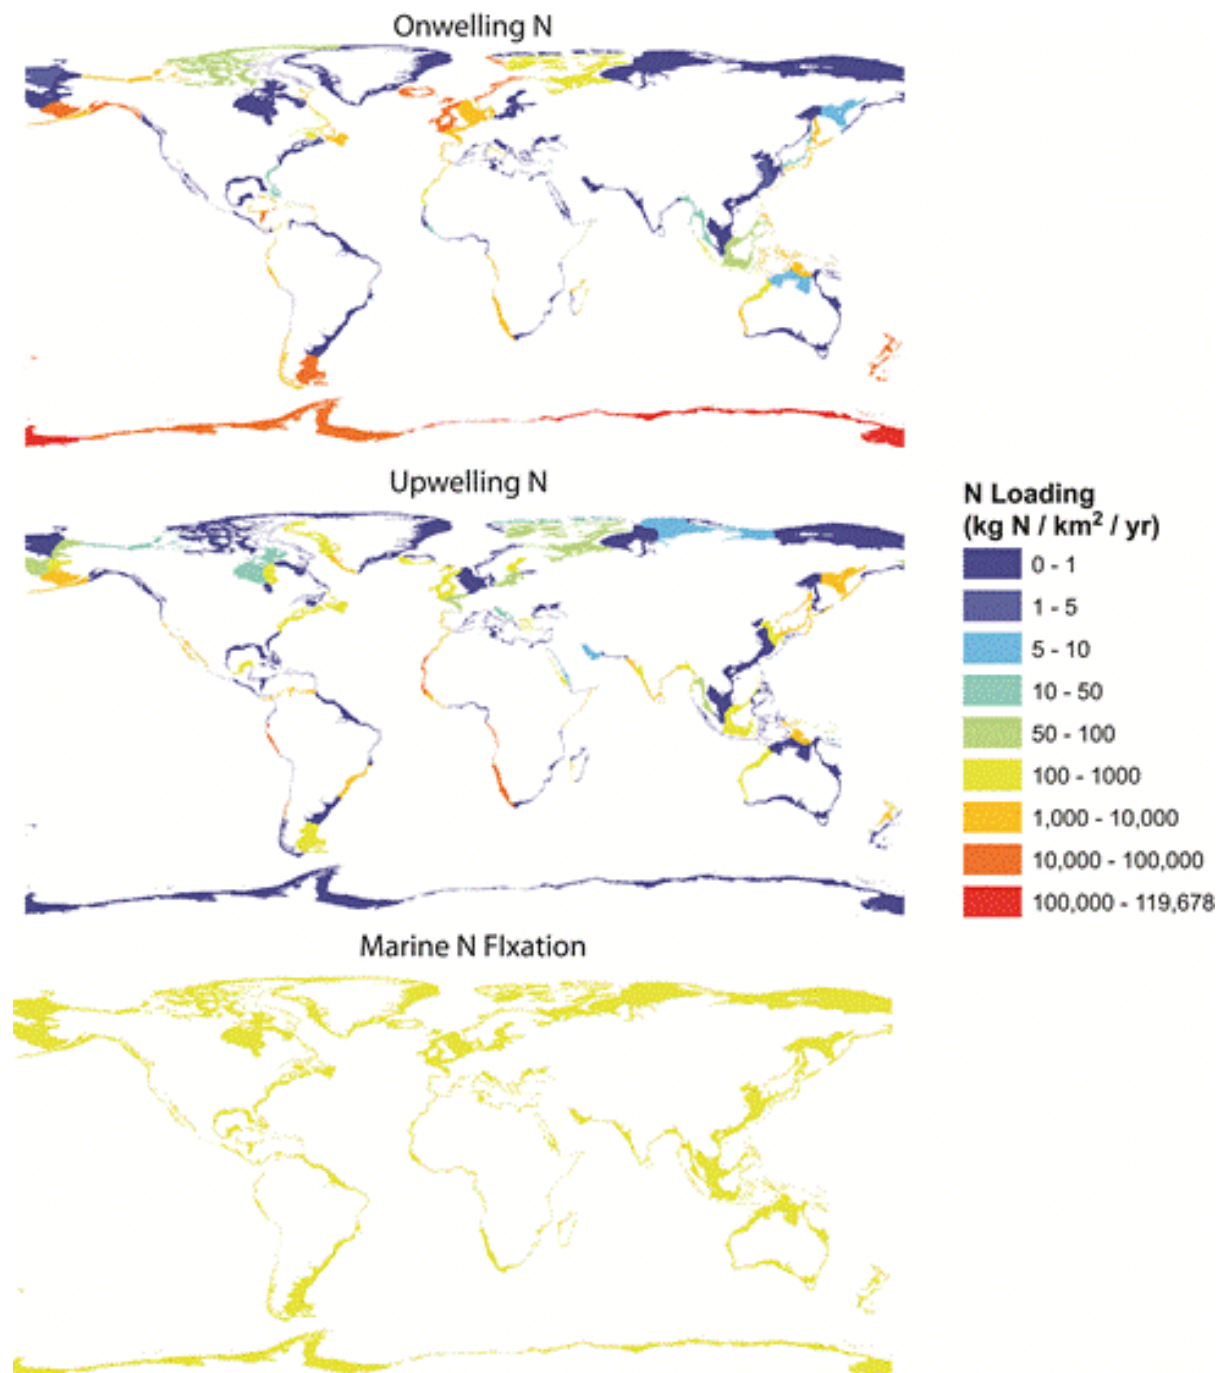 Onwelling N
Upwelling N
N Loading
(kg N / km² / yr)
0 - 1
1 - 5
5 - 10
10 - 50
50 - 100
100 - 1000
1,000 - 10,000
10,000 - 100,000
100,000 - 119,678
Marine N FIxation